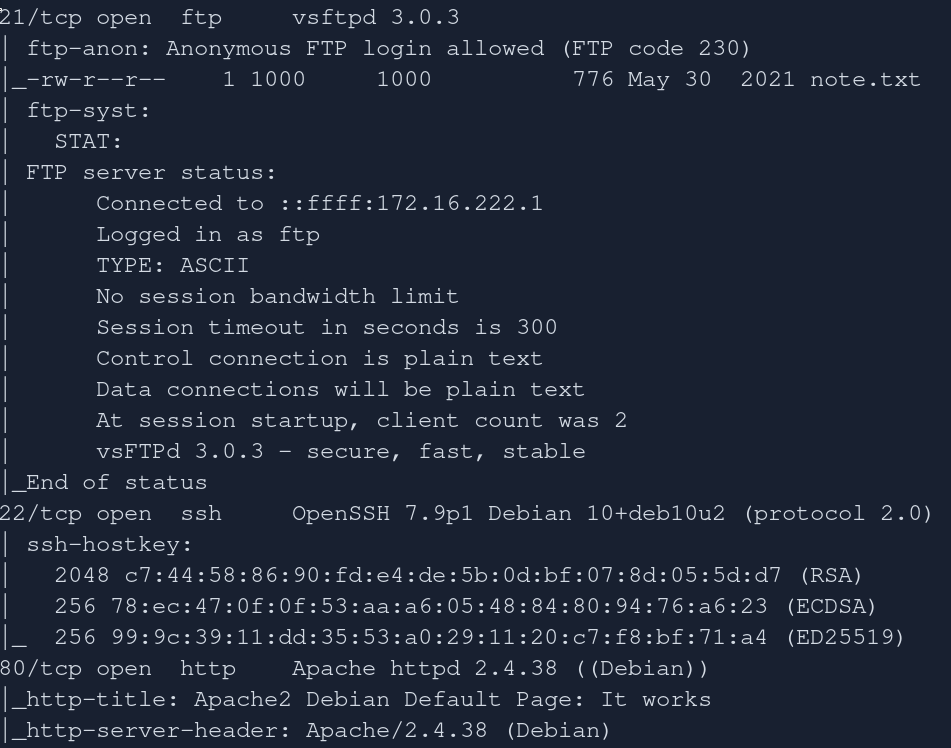 21/tcp open  ftp     vsftpd 3.0.3
| ftp-anon: Anonymous FTP login allowed (FTP code 230)
|_-rw-r--r--    1 1000     1000          776 May 30  2021 note.txt
| ftp-syst:
|   STAT:
| FTP server status:
|      Connected to ::ffff:172.16.222.1
|      Logged in as ftp
|      TYPE: ASCII
|      No session bandwidth limit
|      Session timeout in seconds is 300
|      Control connection is plain text
|      Data connections will be plain text
|      At session startup, client count was 2
|      vsFTPd 3.0.3 - secure, fast, stable
|_End of status
22/tcp open  ssh     OpenSSH 7.9p1 Debian 10+deb10u2 (protocol 2.0)
| ssh-hostkey:
|   2048 c7:44:58:86:90:fd:e4:de:5b:0d:bf:07:8d:05:5d:d7 (RSA)
|   256 78:ec:47:0f:0f:53:aa:a6:05:48:84:80:94:76:a6:23 (ECDSA)
|_  256 99:9c:39:11:dd:35:53:a0:29:11:20:c7:f8:bf:71:a4 (ED25519)
80/tcp open  http    Apache httpd 2.4.38 ((Debian))
|_http-title: Apache2 Debian Default Page: It works
|_http-server-header: Apache/2.4.38 (Debian)